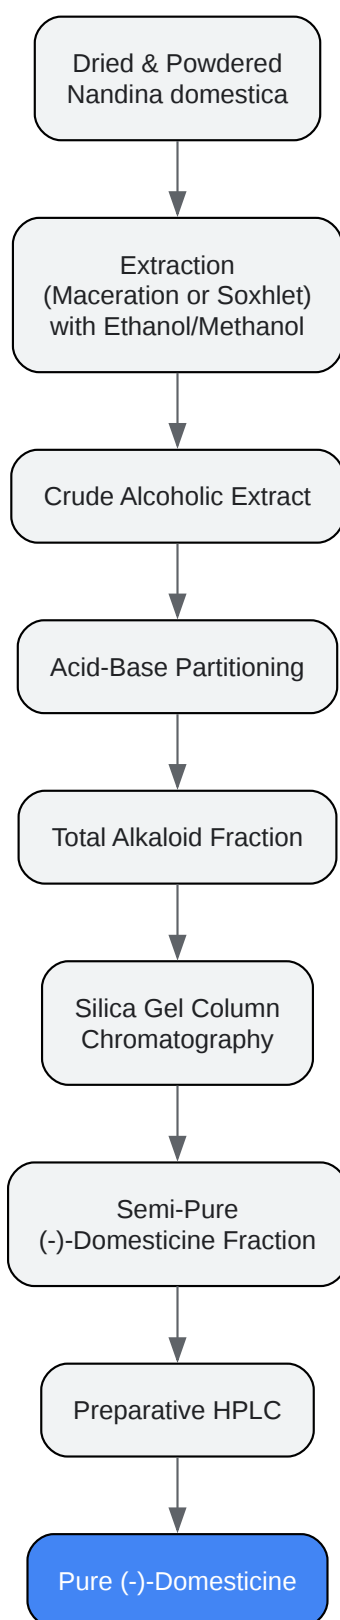 Dried & Powdered
Nandina domestica
Extraction
(Maceration or Soxhlet)
with Ethanol/Methanol
Crude Alcoholic Extract
Acid-Base Partitioning
Total Alkaloid Fraction
Silica Gel Column
Chromatography
Semi-Pure
(-)-Domesticine Fraction
Preparative HPLC
Pure (-)-Domesticine